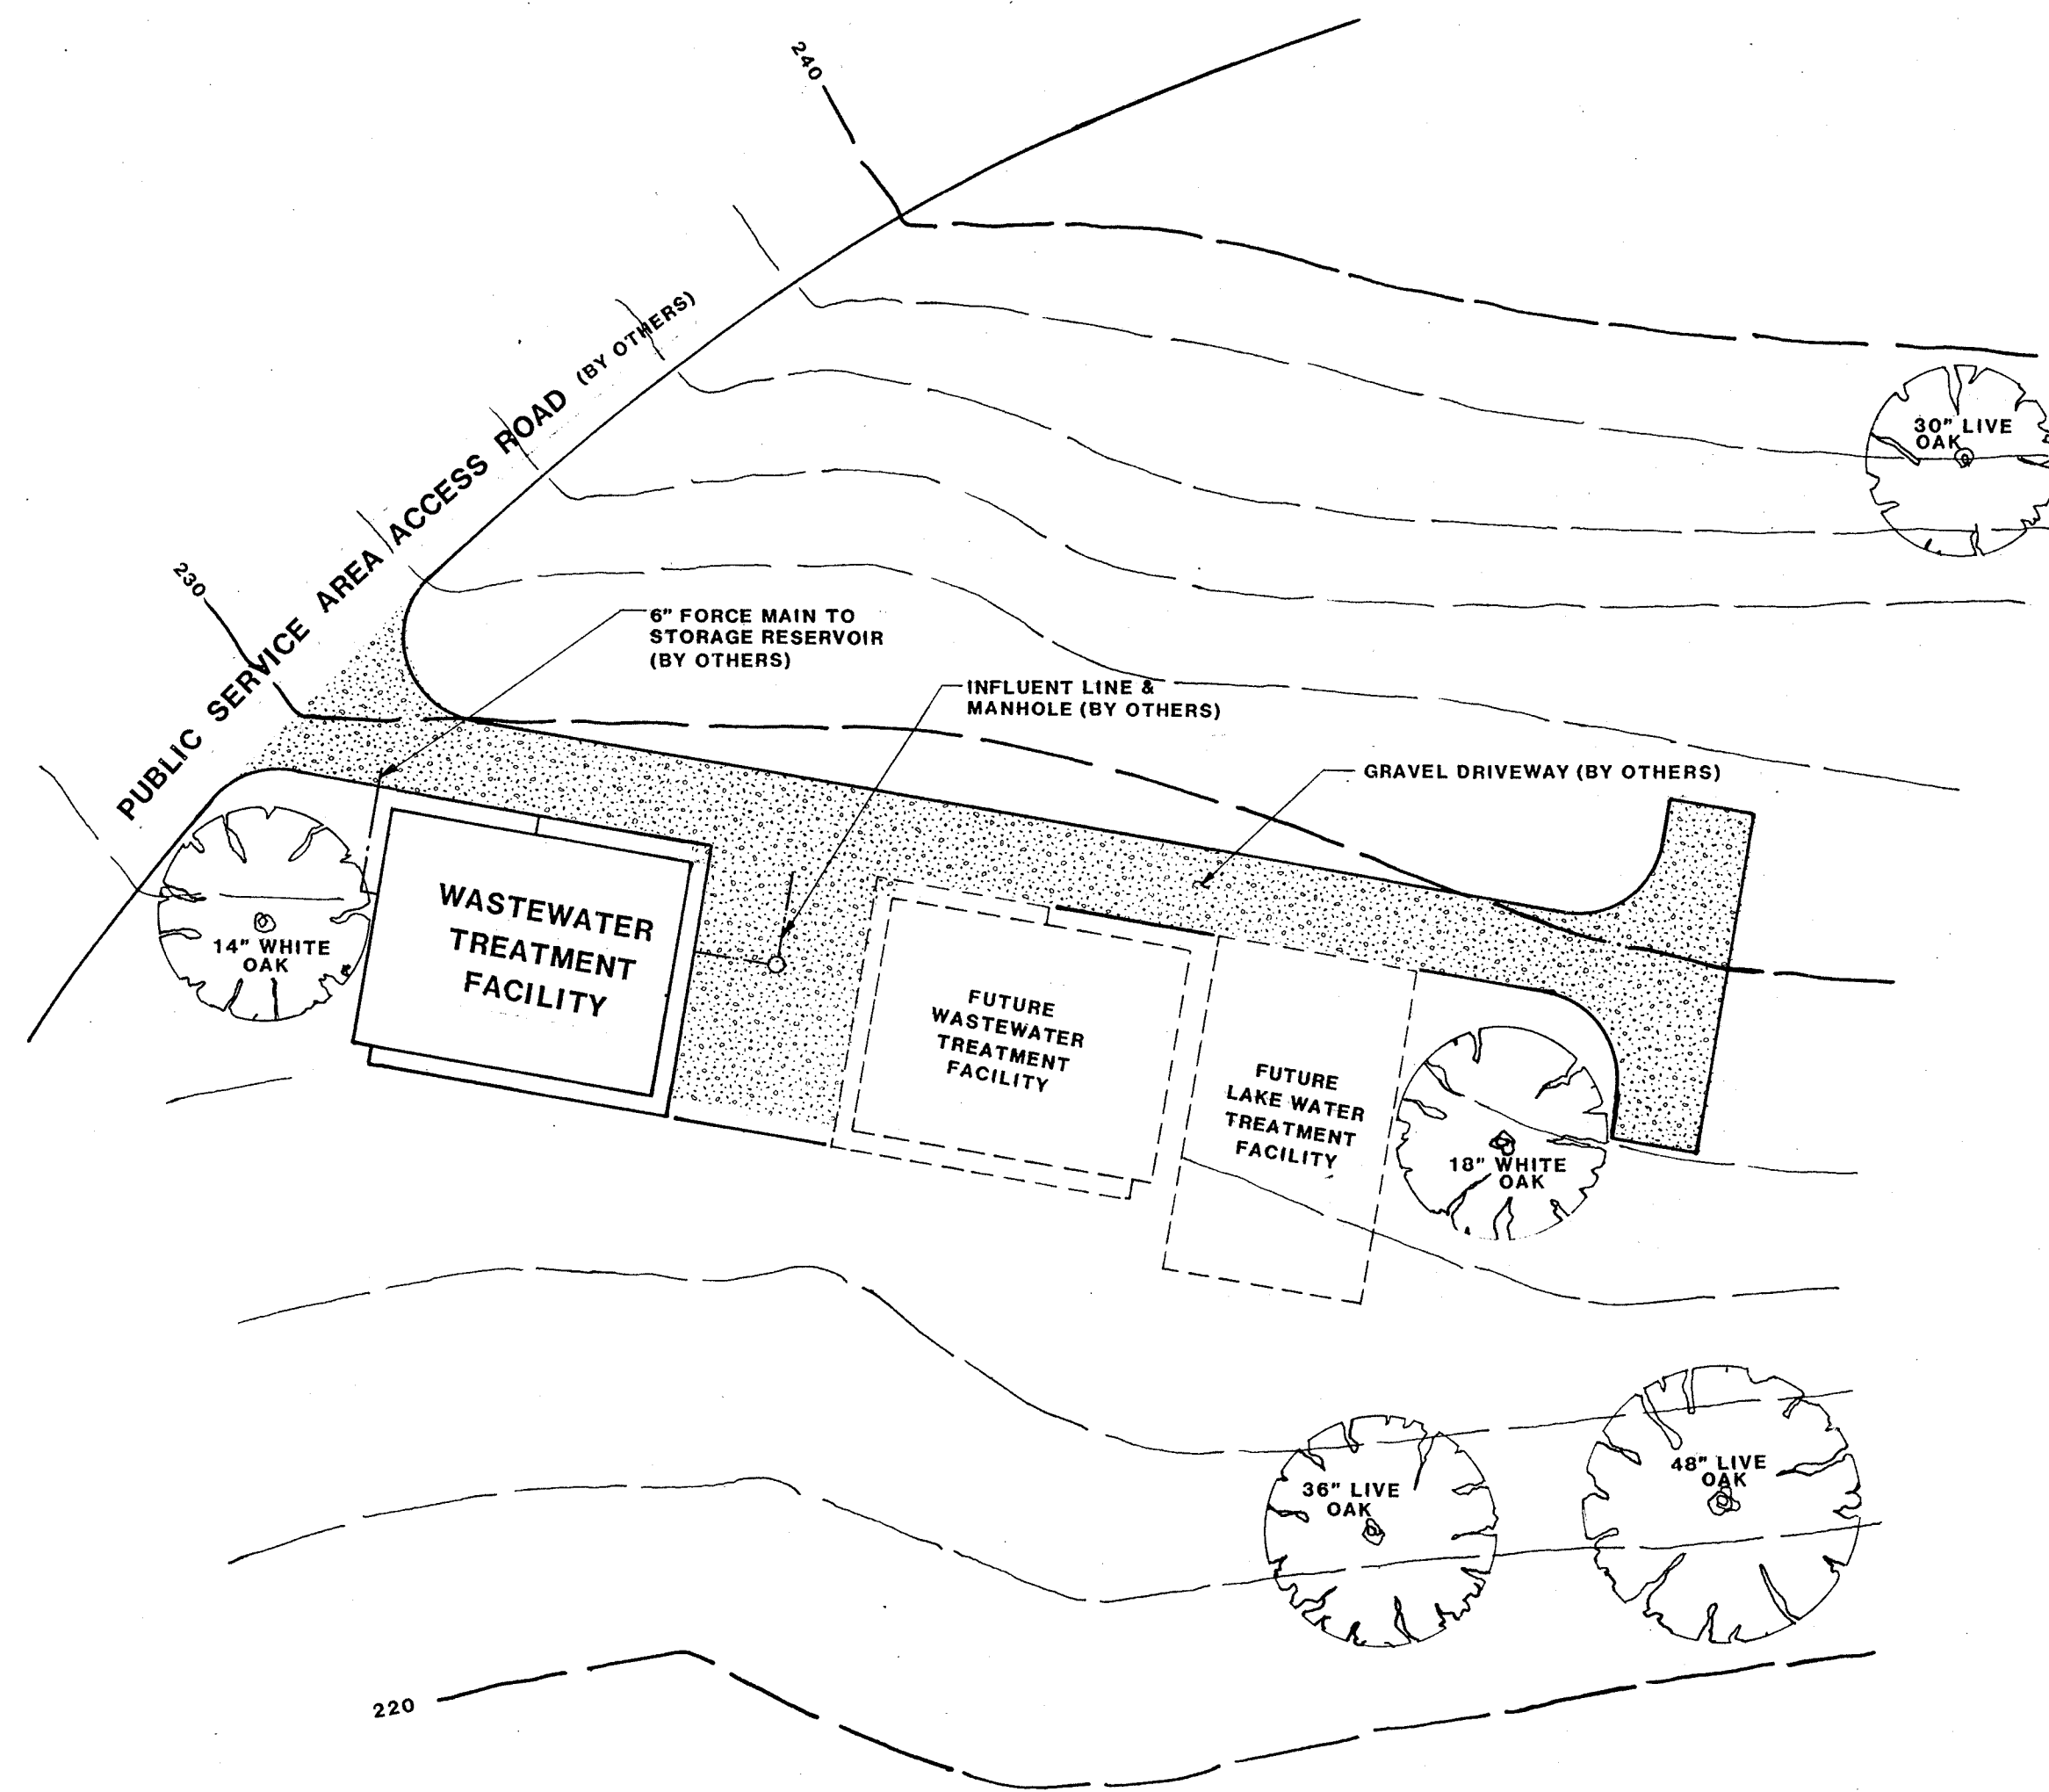 240
PUBLIC SERVICE AREA ACCESS ROAD (BY OTHERS)
30" LIVE
OAK
230
6" FORCE MAIN TO
STORAGE RESERVOIR
(BY OTHERS)
INFLUENT LINE &
MANHOLE (BY OTHERS)
GRAVEL DRIVEWAY (BY OTHERS)
14" WHITE
OAK
WASTEWATER
TREATMENT
FACILITY
FUTURE
WASTEWATER
TREATMENT
FACILITY
FUTURE
LAKE WATER
TREATMENT
FACILITY
18" WHITE
OAK
36" LIVE
OAK
48" LIVE
OAK
220